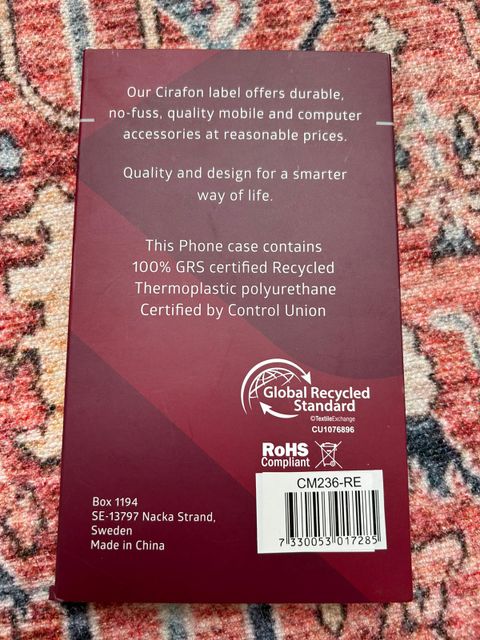 Our Cirafon label offers durable,
no-fuss, quality mobile and computer
accessories at reasonable prices.
Quality and design for a smarter
way of life.
This Phone case contains
100% GRS certified Recycled
Thermoplastic polyurethane
Certified by Control Union
Global Recycled
Standard
©TextileExchange
CU1076896
RoHS
Compliant
CM236-RE
7 330053 017285
Box 1194
SE-13797 Nacka Strand,
Sweden
Made in China